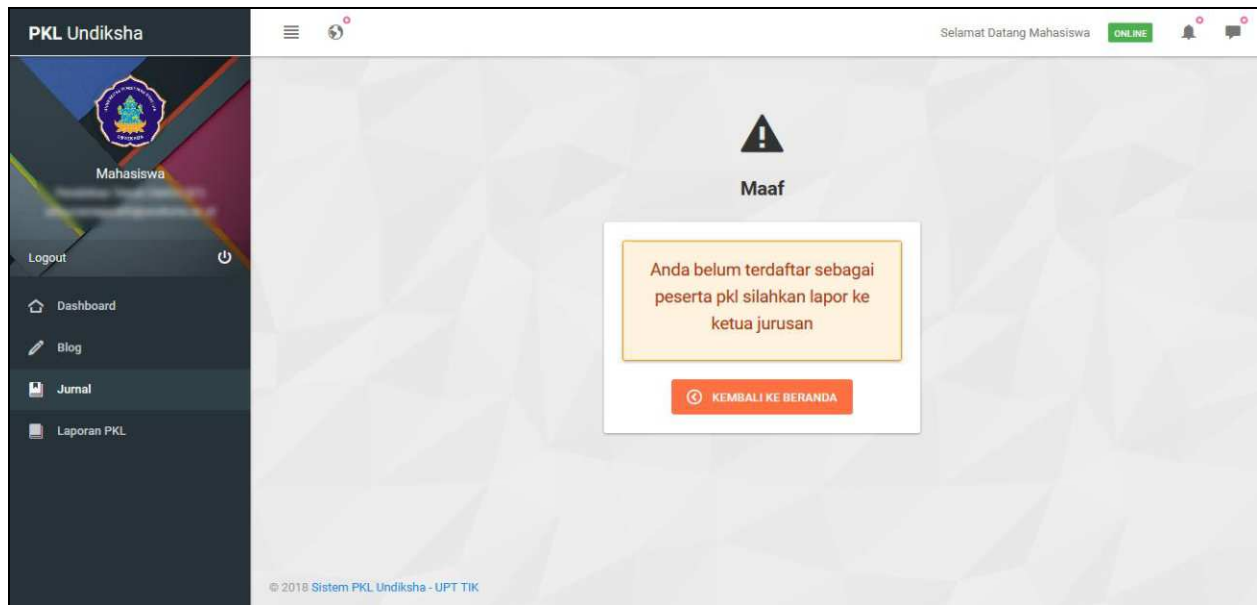 PKL Undiksha
Selamat Datang Mahasiswa
ONLINE
Mahasiswa
Logout
Dashboard
Blog
Jurnal
Laporan PKL
Maaf
Anda belum terdaftar sebagai
peserta pkl silahkan lapor ke
ketua jurusan
KEMBALI KE BERANDA
© 2018 Sistem PKL Undiksha - UPT TIK